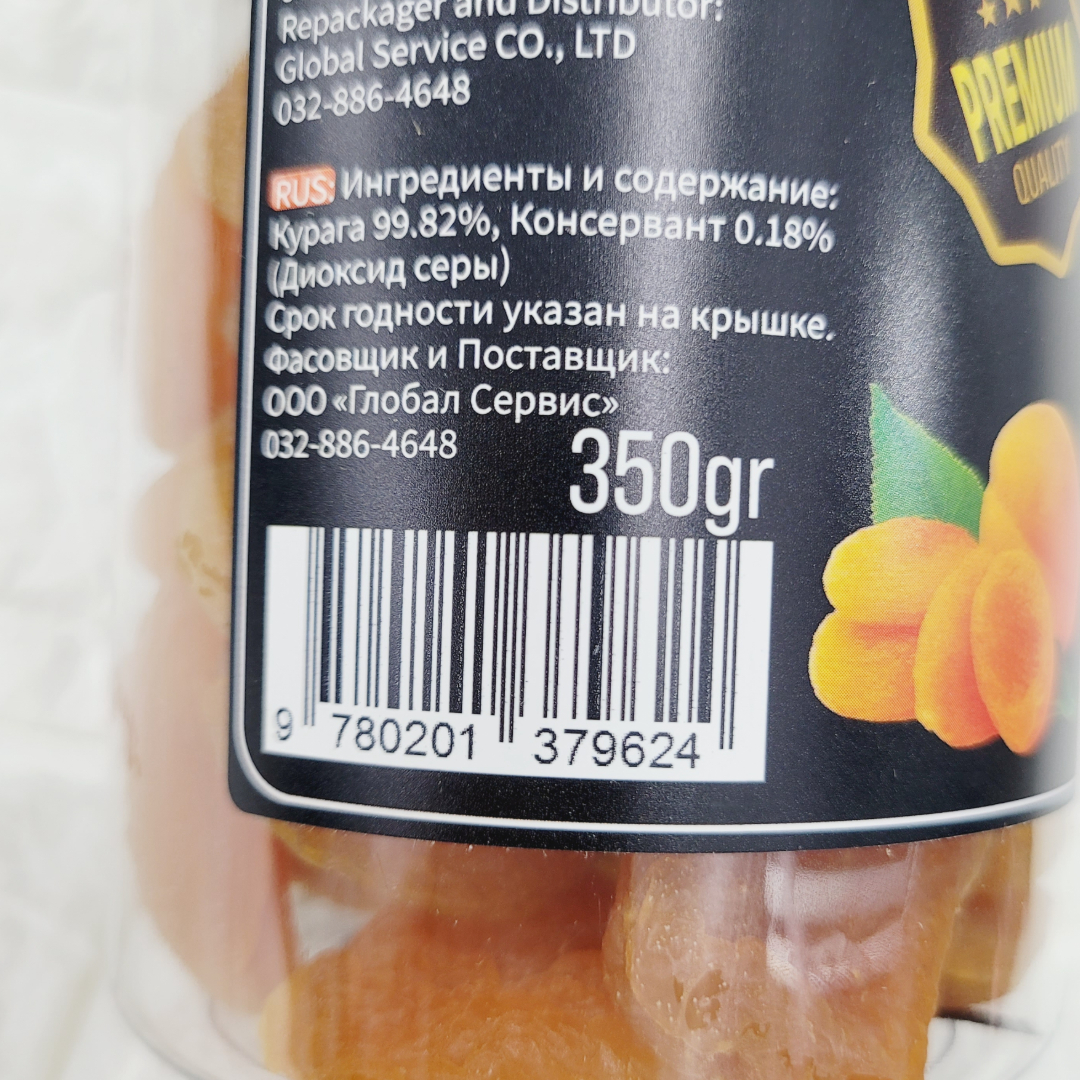 Repackager and Distributor:
Global Service CO., LTD
032-886-4648
RUS: Ингредиенты и содержание:
Курага 99.82%, Консервант 0.18%
(Диоксид серы)
Срок годности указан на крышке.
Фасовщик и Поставщик:
ООО «Глобал Сервис»
032-886-4648
350gr
9 780201 379624
PREMIUM
QUALITY